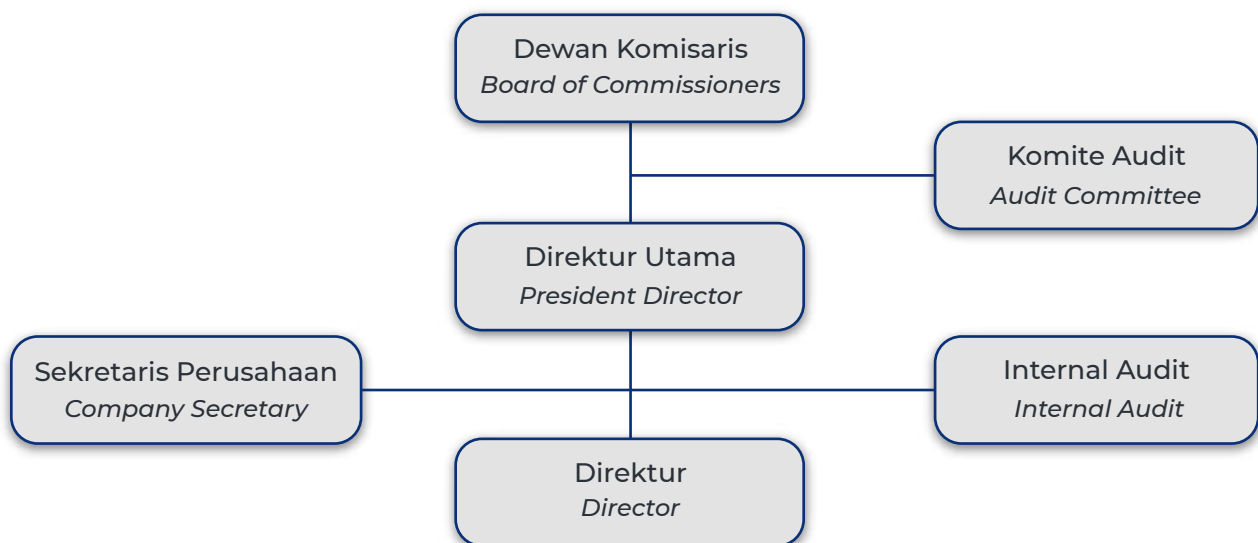 Dewan Komisaris
Board of Commissioners
Komite Audit
Audit Committee
Direktur Utama
President Director
Sekretaris Perusahaan
Company Secretary
Internal Audit
Internal Audit
Direktur
Director